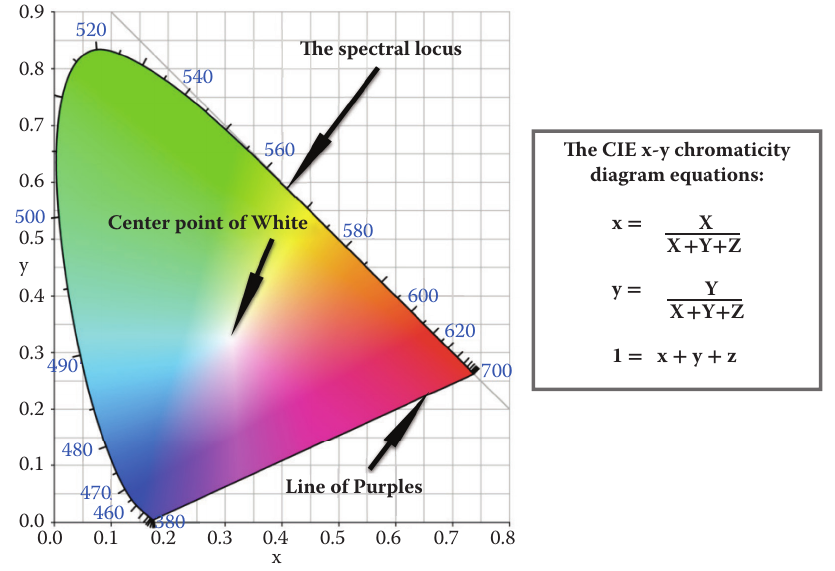 0.9
520
The spectral locus
0.8
540
0.7
560
0.6
Center point of White
500
0.5
580
y
0.4
600
620
0.3
490
700
0.2
480
0.1
Line of Purples
470
460
380
0.0
0.0 0.1 0.2 0.3 0.4 0.5 0.6 0.7 0.8
x
The CIE x-y chromaticity
diagram equations:
x = X
X+Y+Z
y = Y
X+Y+Z
1 = x + y + z